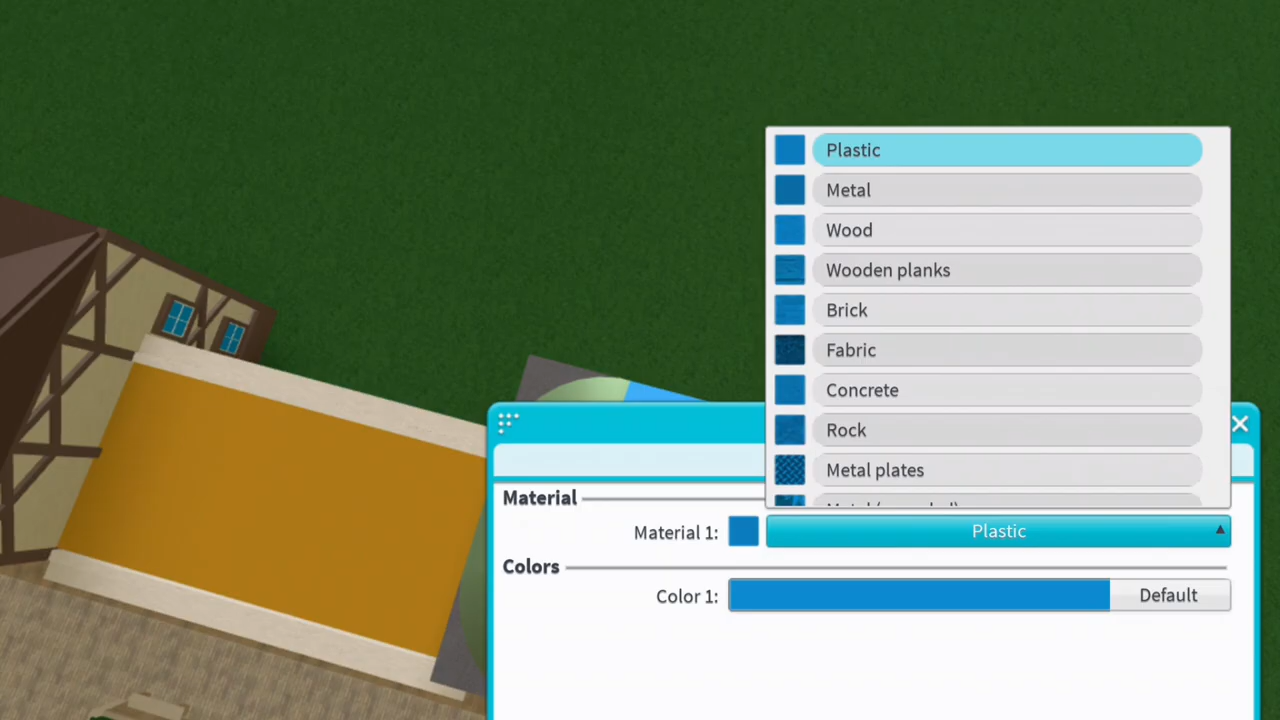 Plastic
Metal
Wood
Wooden planks
Brick
Fabric
Concrete
Rock
Metal plates
Material
Material 1:
Plastic
Colors
Color 1:
Default